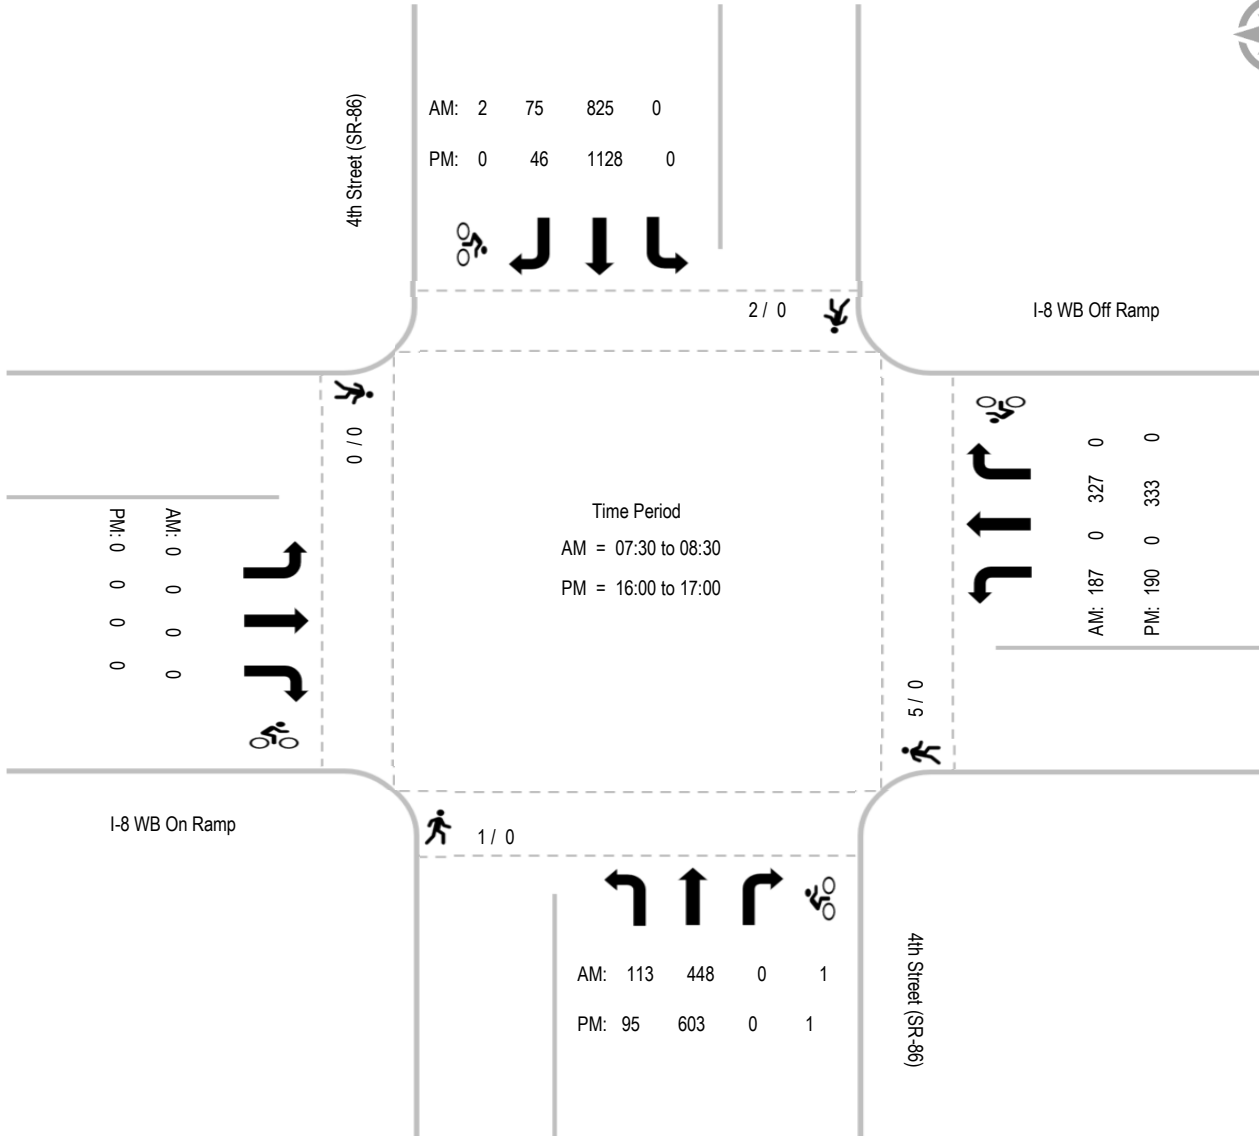 4th Street (SR-86)
AM: 2 75 825 0
PM: 0 46 1128 0
2 / 0
I-8 WB Off Ramp
0 / 0
AM: 0 0 0 0
PM: 0 0 0 0
Time Period
AM = 07:30 to 08:30
PM = 16:00 to 17:00
AM: 187 0 327 0
PM: 190 0 333 0
5 / 0
I-8 WB On Ramp
1 / 0
AM: 113 448 0 1
PM: 95 603 0 1
4th Street (SR-86)